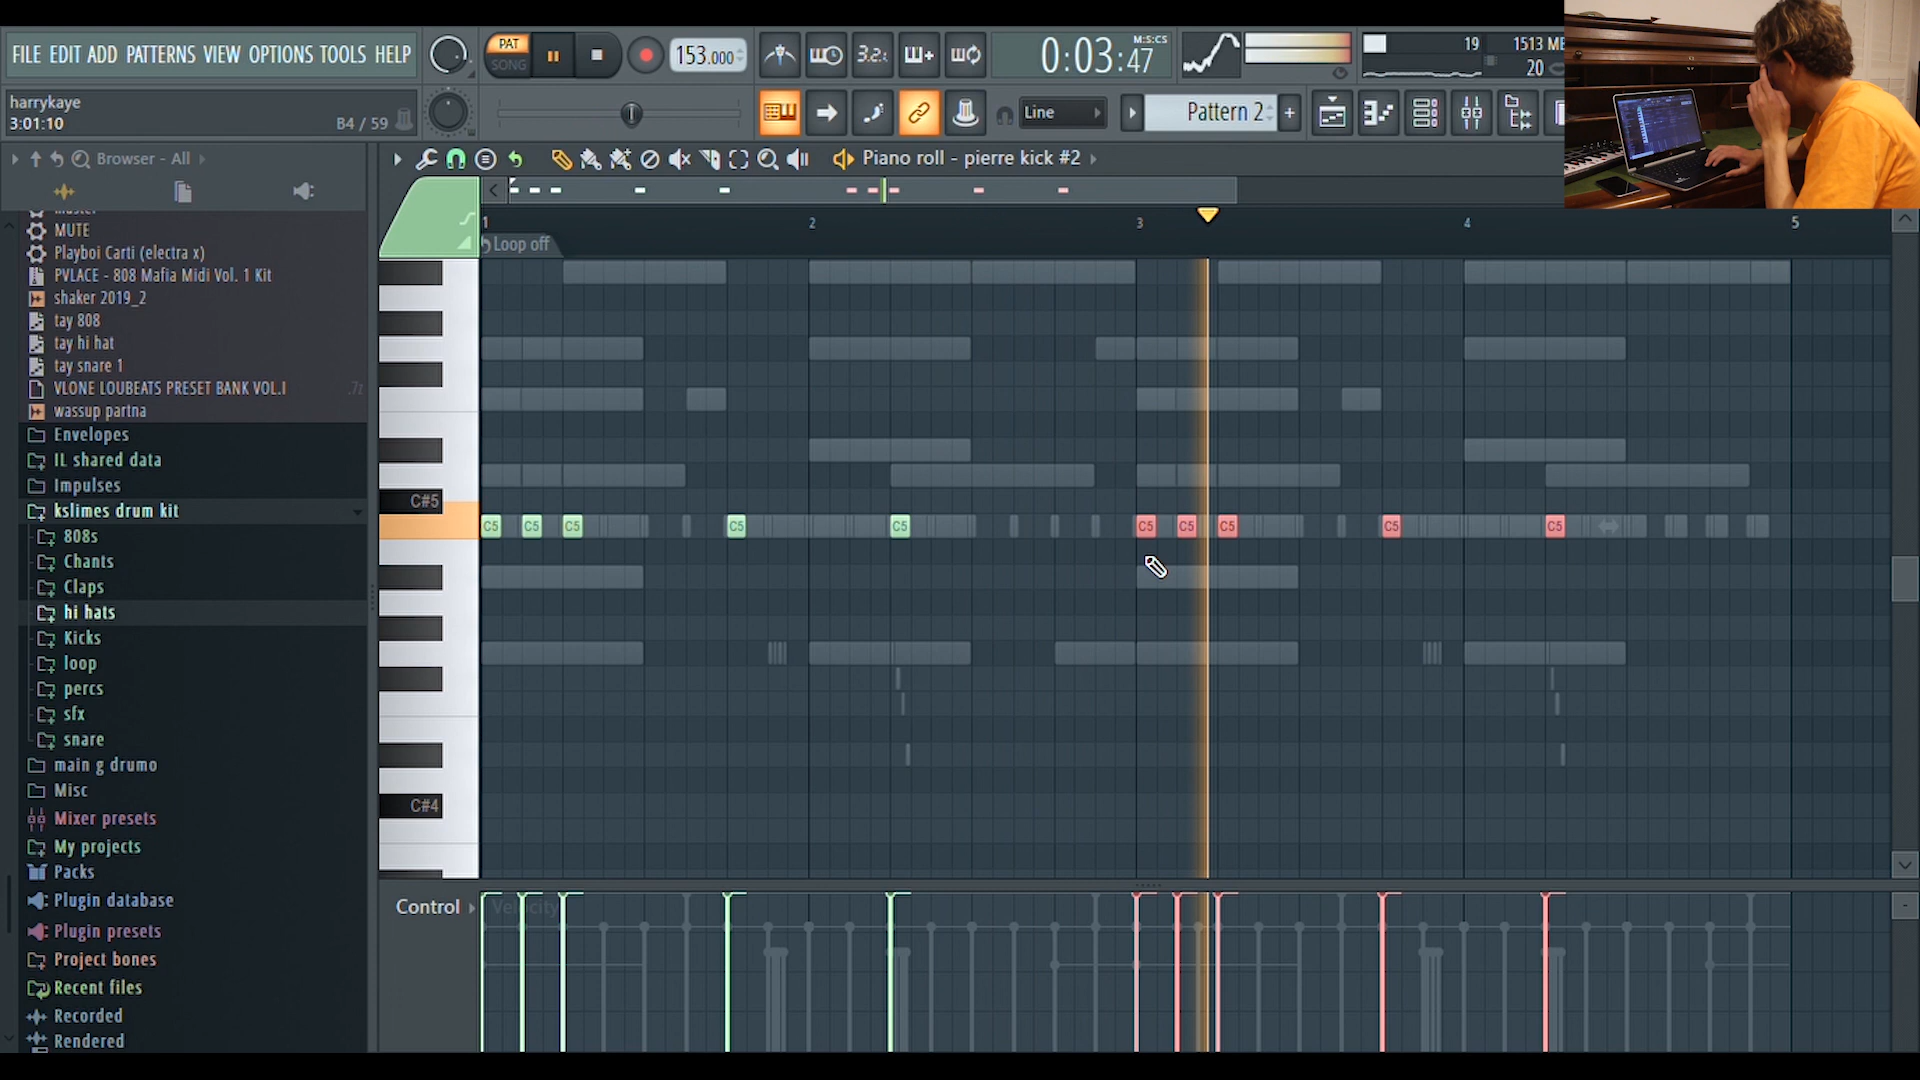 FILE EDIT ADD PATTERNS VIEW OPTIONS TOOLS HELP
PAT
SONG
153.000
3.2.
0:03:47
M:S:CS
19
1513 MB
20
harrykaye
3:01:10
B4 / 59
Line
Pattern 2
Browser - All
Piano roll - pierre kick #2
1
2
3
4
5
Loop off
master
MUTE
Playboi Carti (electra x)
PVLACE - 808 Mafia Midi Vol. 1 Kit
shaker 2019_2
tay 808
tay hi hat
tay snare 1
VLONE LOUBEATS PRESET BANK VOL.I .7z
wassup partna
Envelopes
IL shared data
Impulses
kslimes drum kit
808s
Chants
Claps
hi hats
Kicks
loop
percs
sfx
snare
main g drumo
Misc
Mixer presets
My projects
Packs
Plugin database
Plugin presets
Project bones
Recent files
Recorded
Rendered
C#5
C5 C5 C5 C5 C5 C5 C5 C5 C5 C5
C#4
Control
Velocity